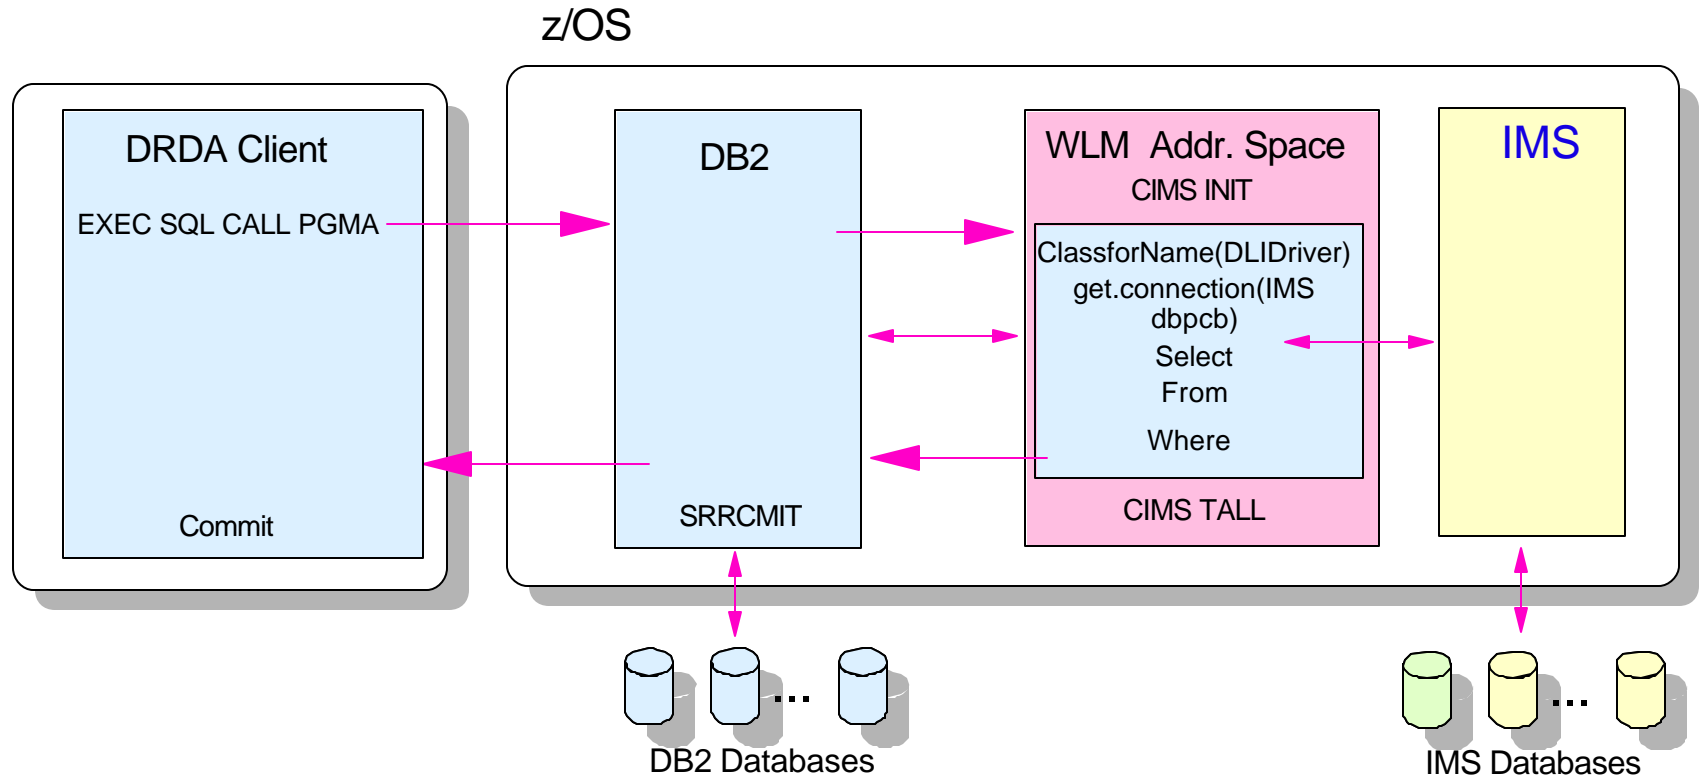 z/OS
DRDA Client
EXEC SQL CALL PGMA
Commit
DB2
SRRCMIT
WLM Addr. Space
CIMS INIT
ClassforName(DLIDriver)
get.connection(IMS
dbpcb)
Select
From
Where
CIMS TALL
IMS
...
DB2 Databases
...
IMS Databases